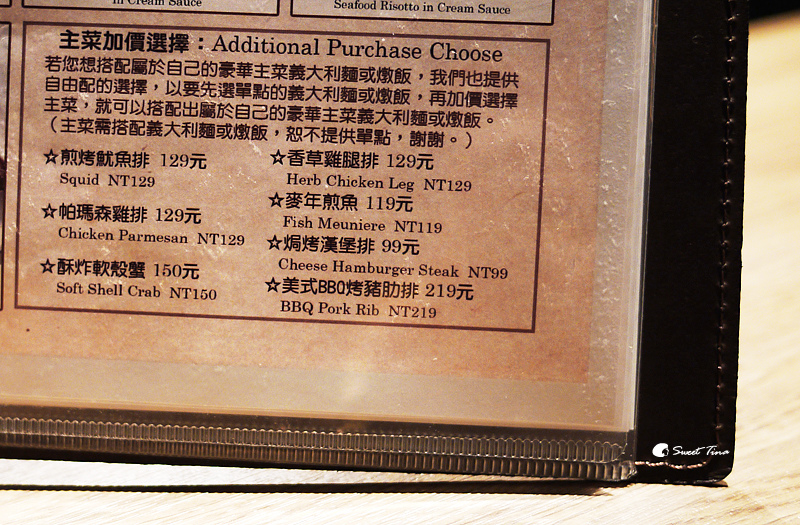 in Cream Sauce
Seafood Risotto in Cream Sauce
主菜加價選擇：Additional Purchase Choose
若您想搭配屬於自己的豪華主菜義大利麵或燉飯，我們也提供
自由配的選擇，以要先選單點的義大利麵或燉飯，再加價選擇
主菜，就可以搭配出屬於自己的豪華主菜義大利麵或燉飯。
（主菜需搭配義大利麵或燉飯，恕不提供單點，謝謝。）
☆煎烤魷魚排 129元
Squid NT129
☆帕瑪森雞排 129元
Chicken Parmesan NT129
☆酥炸軟殼蟹 150元
Soft Shell Crab NT150
☆香草雞腿排 129元
Herb Chicken Leg NT129
☆麥年煎魚 119元
Fish Meuniere NT119
☆焗烤漢堡排 99元
Cheese Hamburger Steak NT99
☆美式BBQ烤豬肋排 219元
BBQ Pork Rib NT219
Sweet Tina